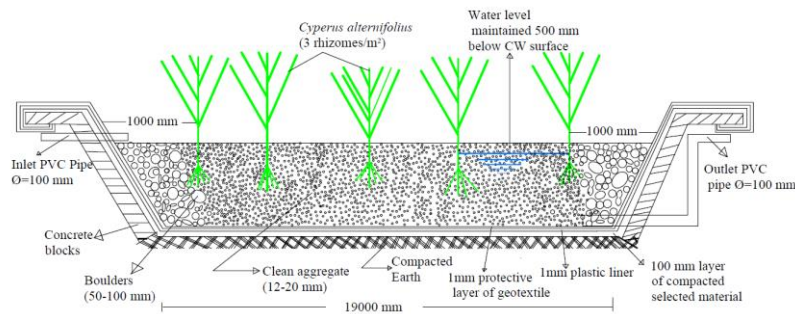 Cyperus alternifolius
(3 rhizomes/m²)
Water level
maintained 500 mm
below CW surface
1000 mm
1000 mm
Inlet PVC Pipe
Ø=100 mm
Outlet PVC
pipe Ø=100 mm
Concrete
blocks
Boulders
(50-100 mm)
Clean aggregate
(12-20 mm)
Compacted
Earth
1mm protective
layer of geotextile
1mm plastic liner
100 mm layer
of compacted
selected material
19000 mm